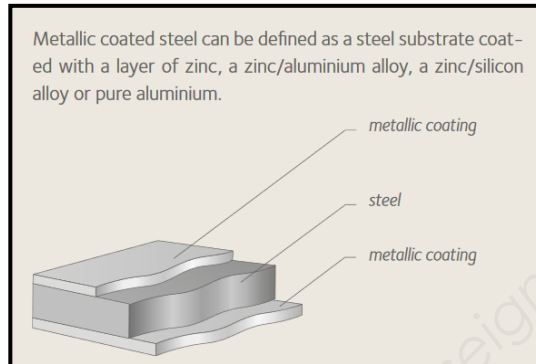 Metallic coated steel can be defined as a steel substrate coat-
ed with a layer of zinc, a zinc/aluminium alloy, a zinc/silicon
alloy or pure aluminium.
metallic coating
steel
metallic coating